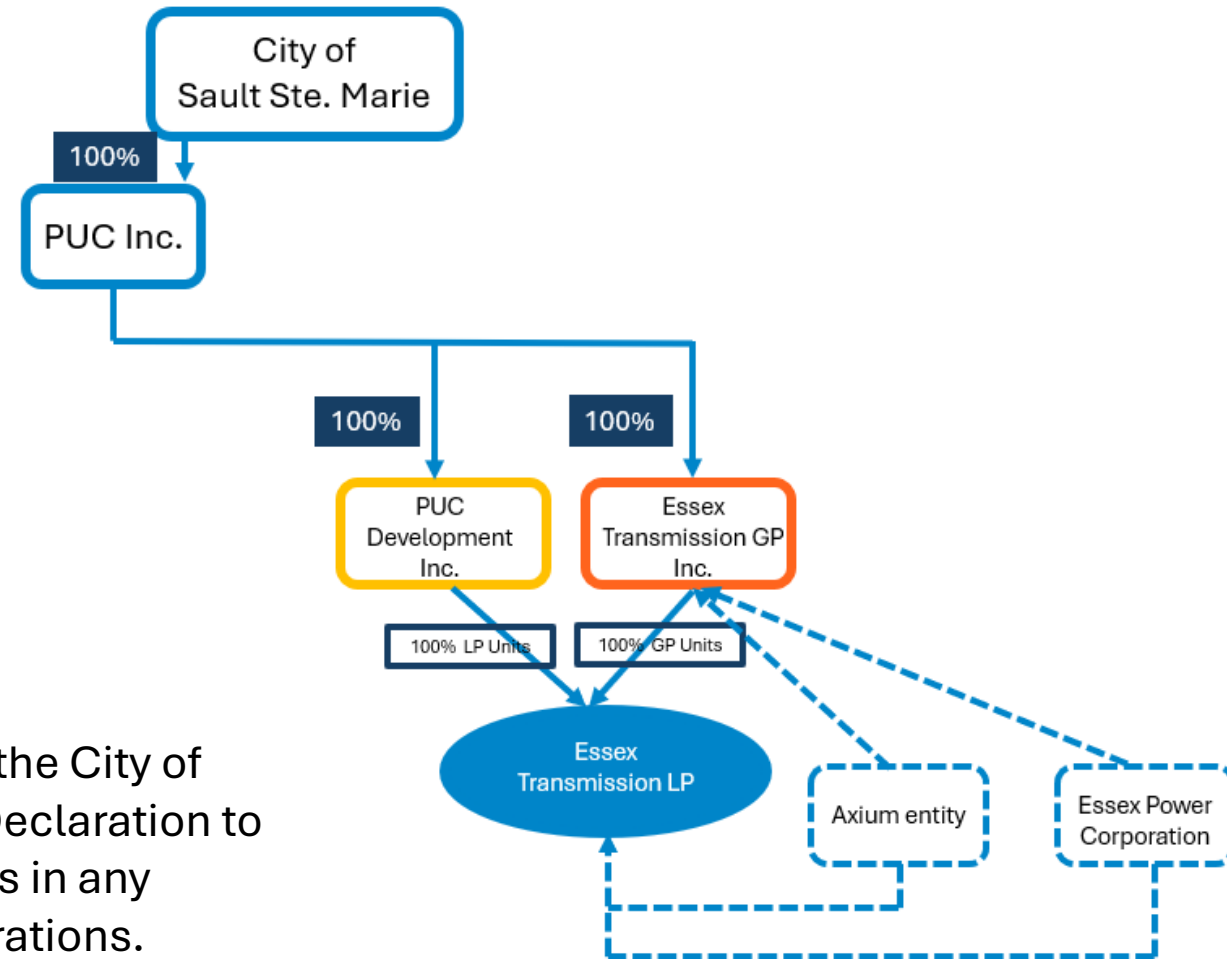 City of
Sault Ste. Marie
100%
PUC Inc.
100%
100%
PUC
Development
Inc.
Essex
Transmission GP
Inc.
100% LP Units
100% GP Units
Essex
Transmission LP
Axium entity
Essex Power
Corporation
the City of
Declaration to
s in any
rations.